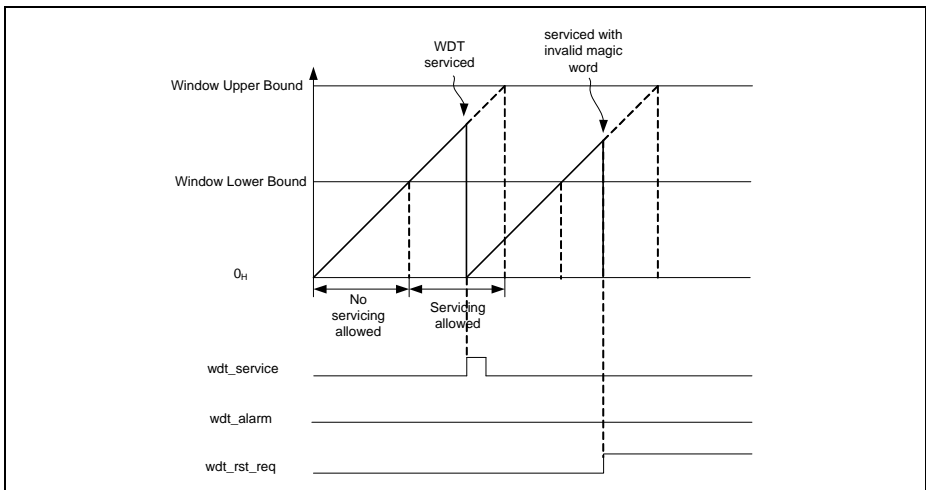 WDT
serviced
serviced with
invalid magic
word
Window Upper Bound
Window Lower Bound
0H
No
servicing
allowed
Servicing
allowed
wdt_service
wdt_alarm
wdt_rst_req